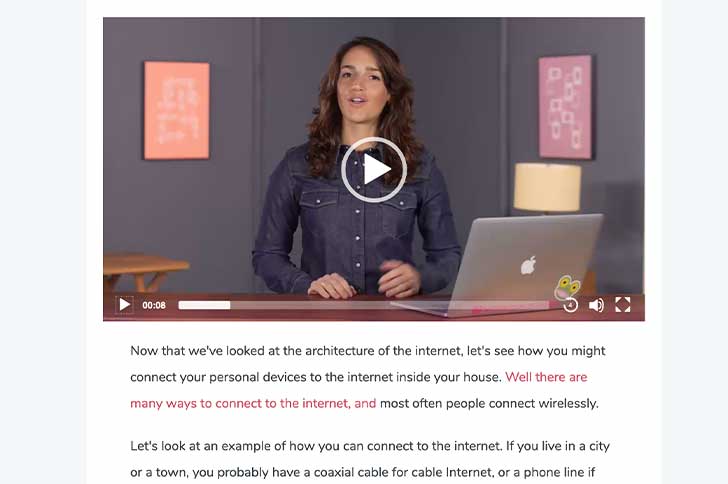 00:08
4
Now that we've looked at the architecture of the internet, let's see how you might
connect your personal devices to the internet inside your house. Well there are
many ways to connect to the internet, and most often people connect wirelessly.
Let's look at an example of how you can connect to the internet. If you live in a city
or a town, you probably have a coaxial cable for cable Internet, or a phone line if